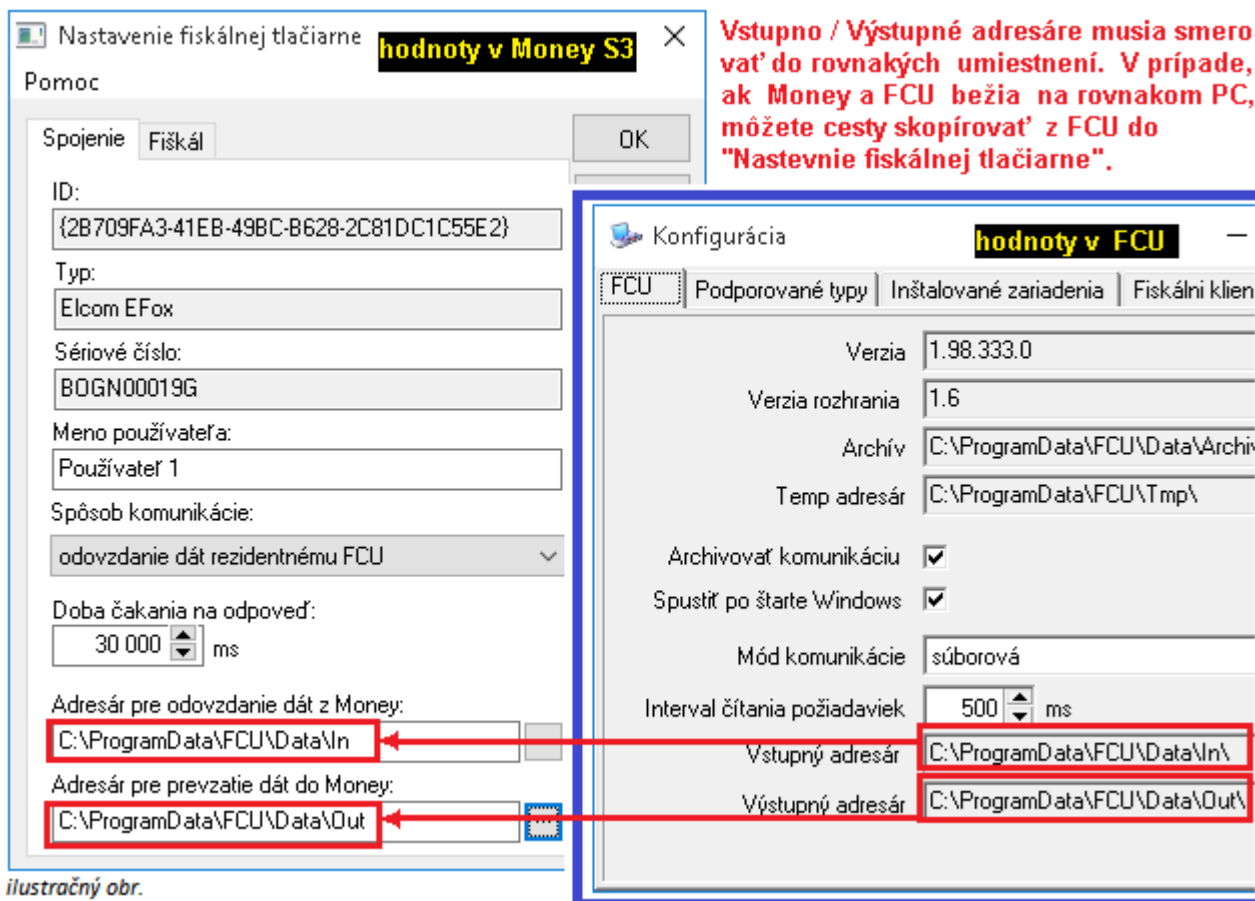 Nastavenie fiskálnej tlačiarne
hodnoty v Money S3
Pomoc
Vstupno / Výstupné adresáre musia smero
vať do rovnakých umiestnení. V prípade,
ak Money a FCU bežia na rovnakom PC,
môžete cesty skopírovať z FCU do
"Nastevnie fiskálnej tlačiarne".
Spojenie
Fiškál
OK
ID:
{2B709FA3-41EB-49BC-B628-2C81DC1C55E2}
Typ:
Elcom EFox
Sériové číslo:
BOGN00019G
Meno používateľa:
Používateľ 1
Spôsob komunikácie:
odovzdanie dát rezidentnému FCU
Doba čakania na odpoveď:
30 000 ms
Adresár pre odovzdanie dát z Money:
C:\ProgramData\FCU\Data\In
Adresár pre prevzatie dát do Money:
C:\ProgramData\FCU\Data\Out
...
Konfigurácia
hodnoty v FCU
FCU
Podporované typy
Inštalované zariadenia
Fiskálni klien
Verzia 1.98.333.0
Verzia rozhrania 1.6
Archív C:\ProgramData\FCU\Data\Archiv
Temp adresár C:\ProgramData\FCU\Tmp\
Archivovať komunikáciu
Spustiť po štarte Windows
Mód komunikácie súborová
Interval čítania požiadaviek 500 ms
Vstupný adresár C:\ProgramData\FCU\Data\In\
Výstupný adresár C:\ProgramData\FCU\Data\Out\
ilustračný obr.